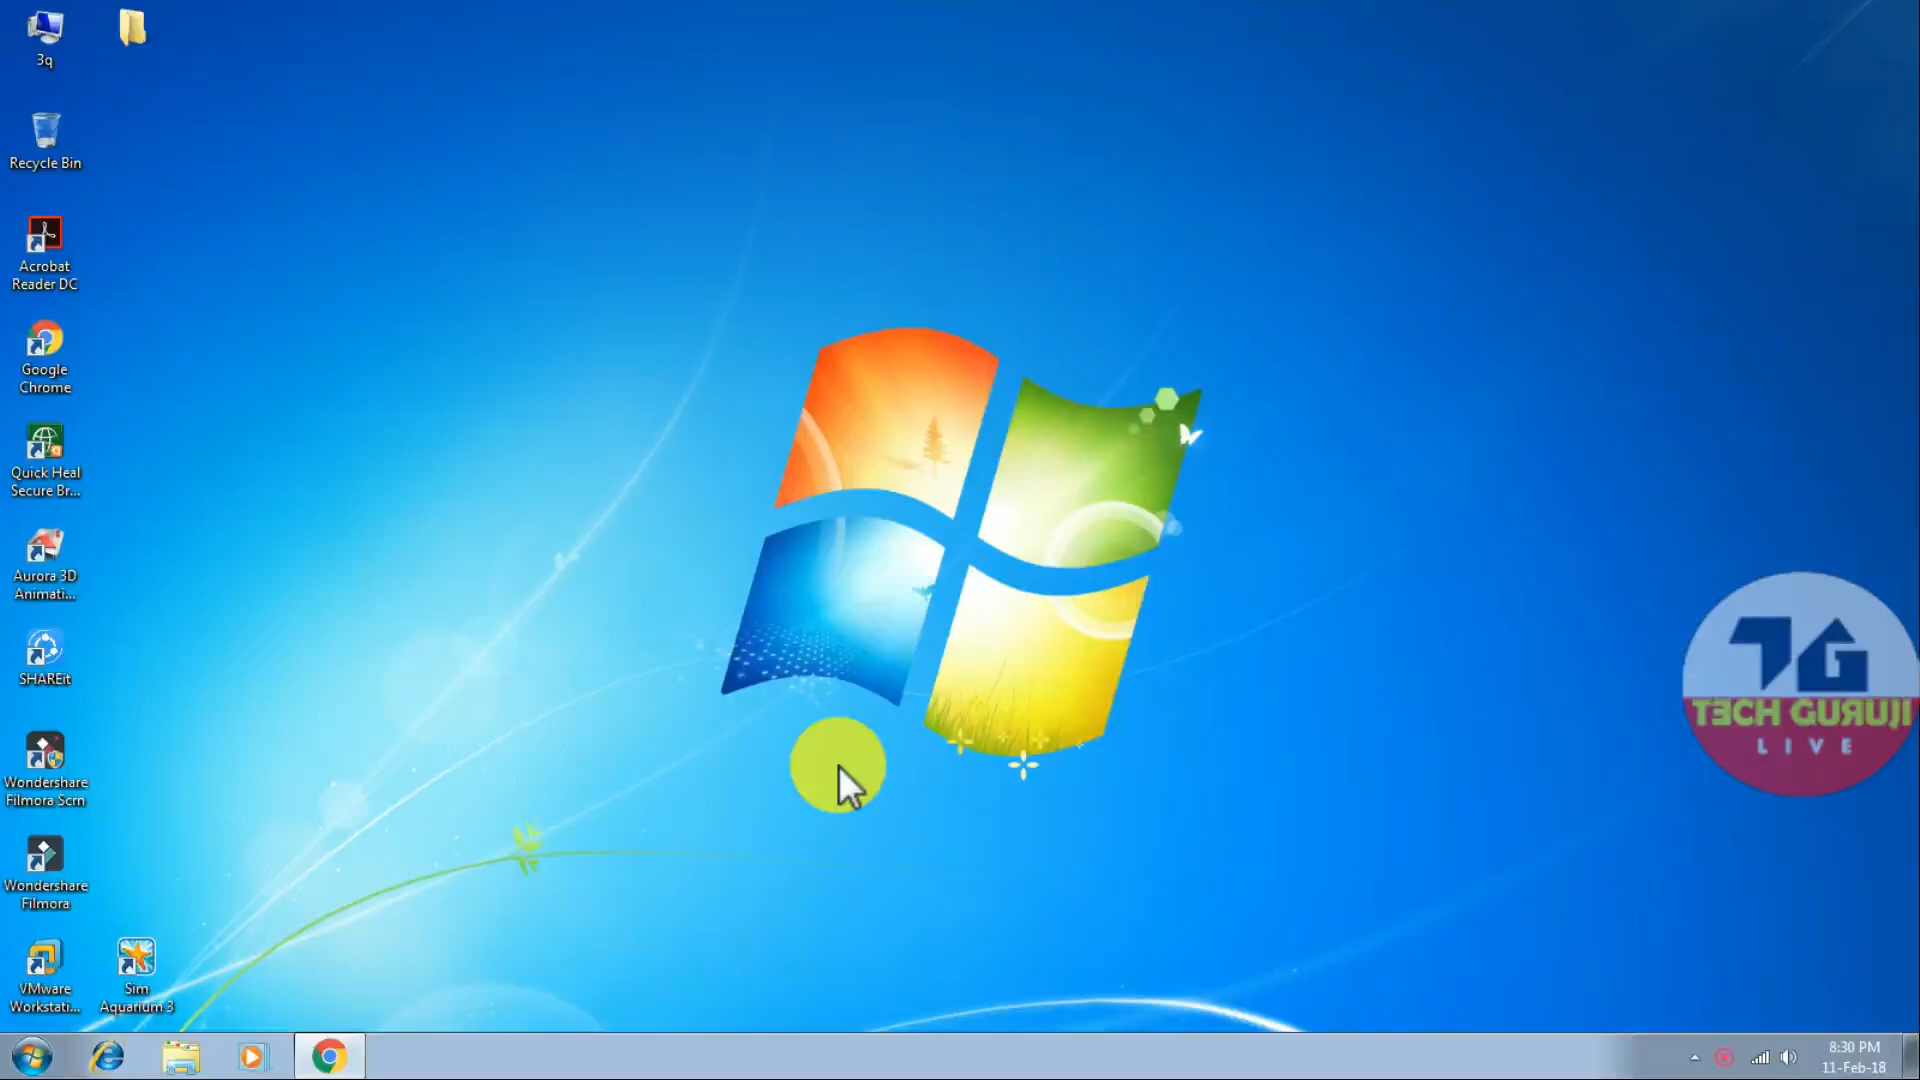 3q
Recycle Bin
Acrobat
Reader DC
Google
Chrome
Quick Heal
Secure Br...
Aurora 3D
Animati...
SHAREit
Wondershare
Filmora Scrn
Wondershare
Filmora
VMware
Workstati...
Sim
Aquarium 3
TG
TECH GURUJI
LIVE
8:30 PM
11-Feb-18